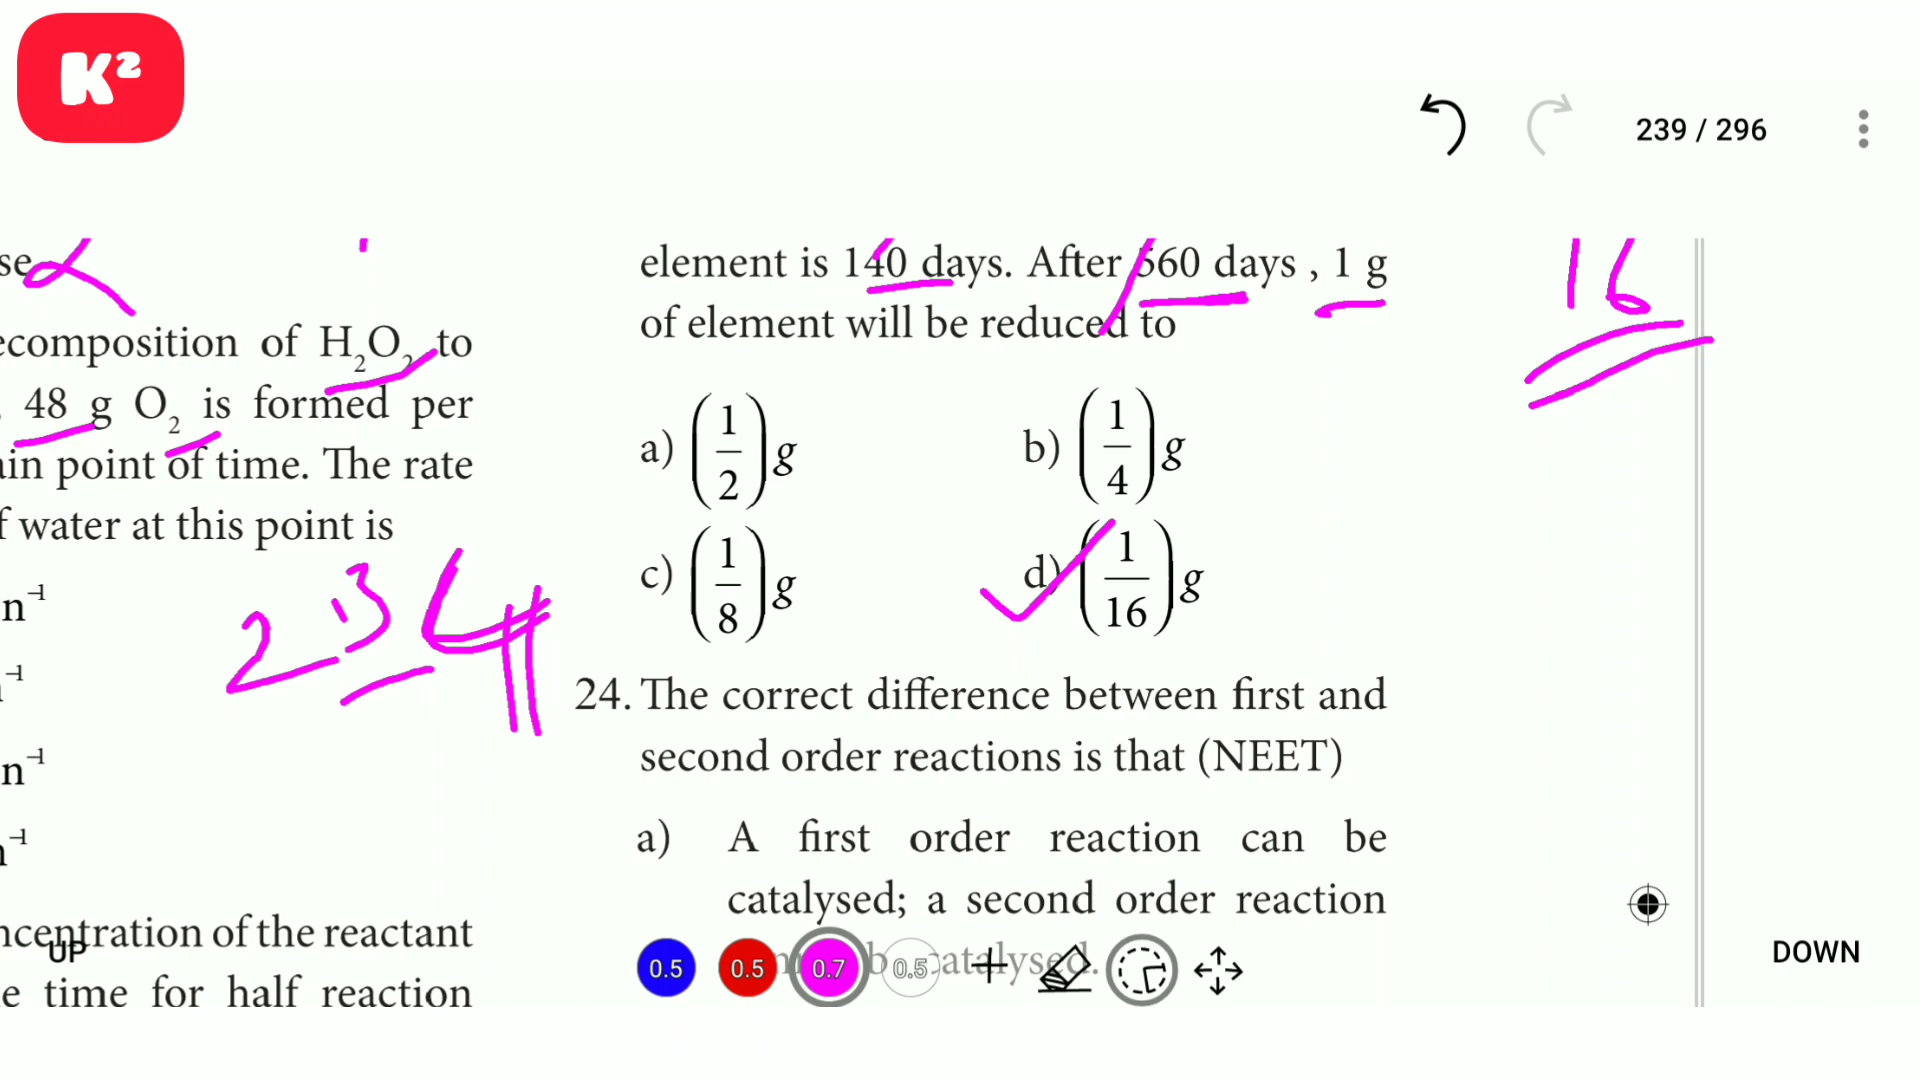 K²
239 / 296
se
ecomposition of H₂O₂ to
48 g O₂ is formed per
ain point of time. The rate
f water at this point is
n⁻¹
⁻¹
n⁻¹
⁻¹
ncentration of the reactant
e time for half reaction
2 3 4
element is 140 days. After 560 days , 1 g
of element will be reduced to
a) (1/2) g b) (1/4) g
c) (1/8) g d) (1/16) g
16
24. The correct difference between first and
second order reactions is that (NEET)
a) A first order reaction can be
catalysed; a second order reaction
catalysed.
UP
0.5 0.5 0.7 0.5
DOWN